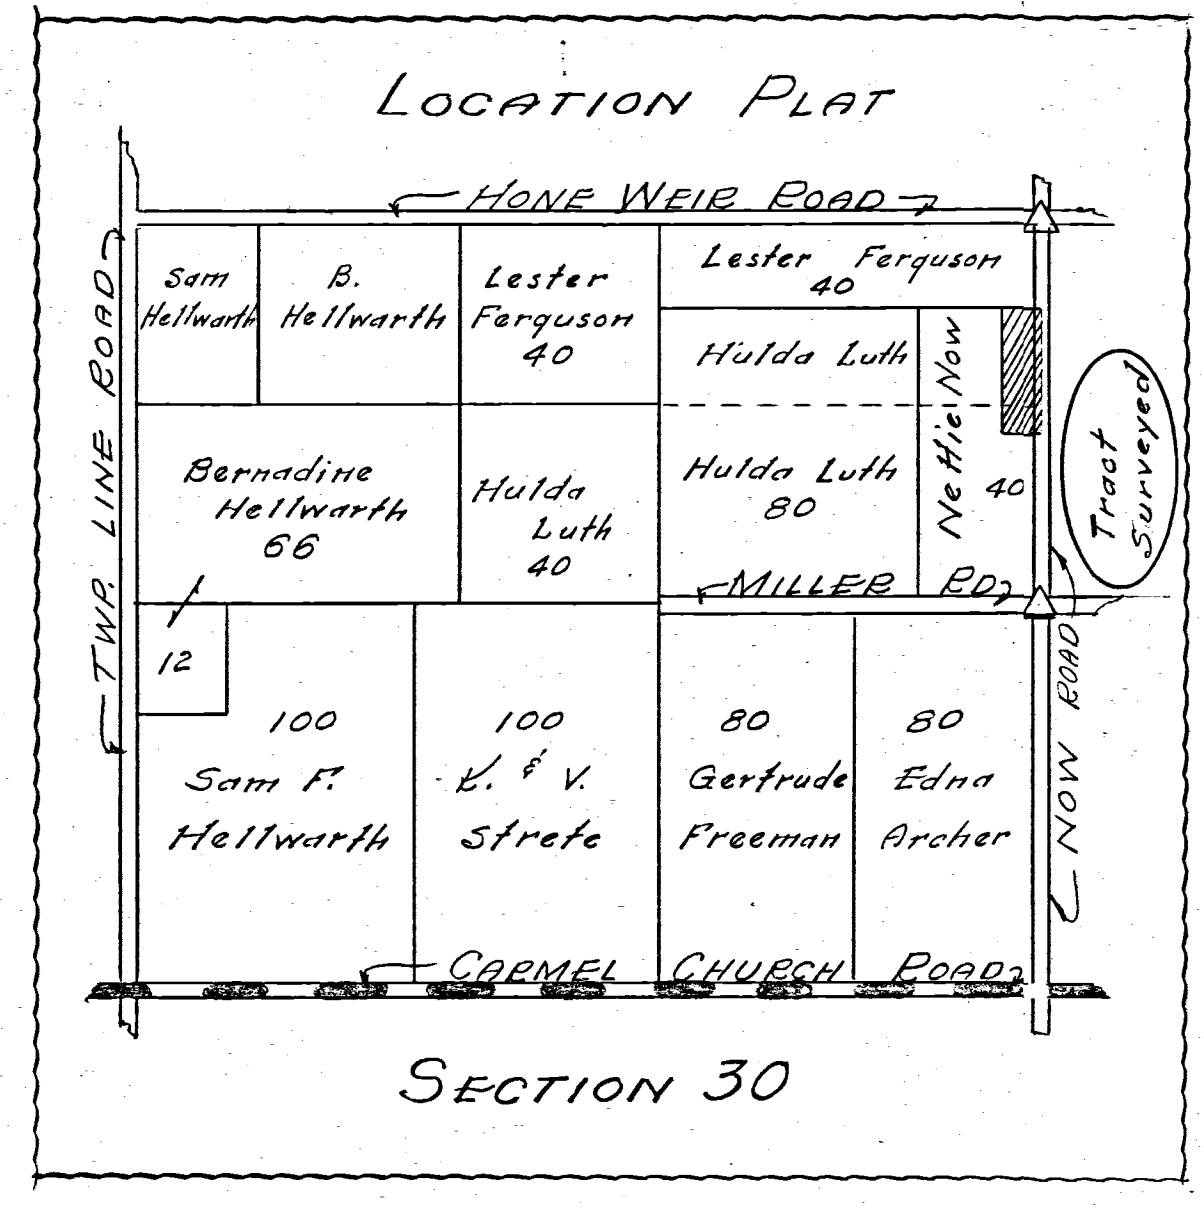 LOCATION PLAT
HONE WEIR ROAD
TWP. LINE ROAD
Sam
Hellwarth
B.
Hellwarth
Lester
Ferguson
40
Lester Ferguson
40
Hulda Luth
Nettie Now
40
Tract
Surveyed
Bernadine
Hellwarth
66
Hulda
Luth
40
Hulda Luth
80
MILLER RD
12
100
Sam F.
Hellwarth
100
K. & V.
Strete
80
Gertrude
Freeman
80
Edna
Archer
NOW ROAD
CARMEL CHURCH ROAD
SECTION 30